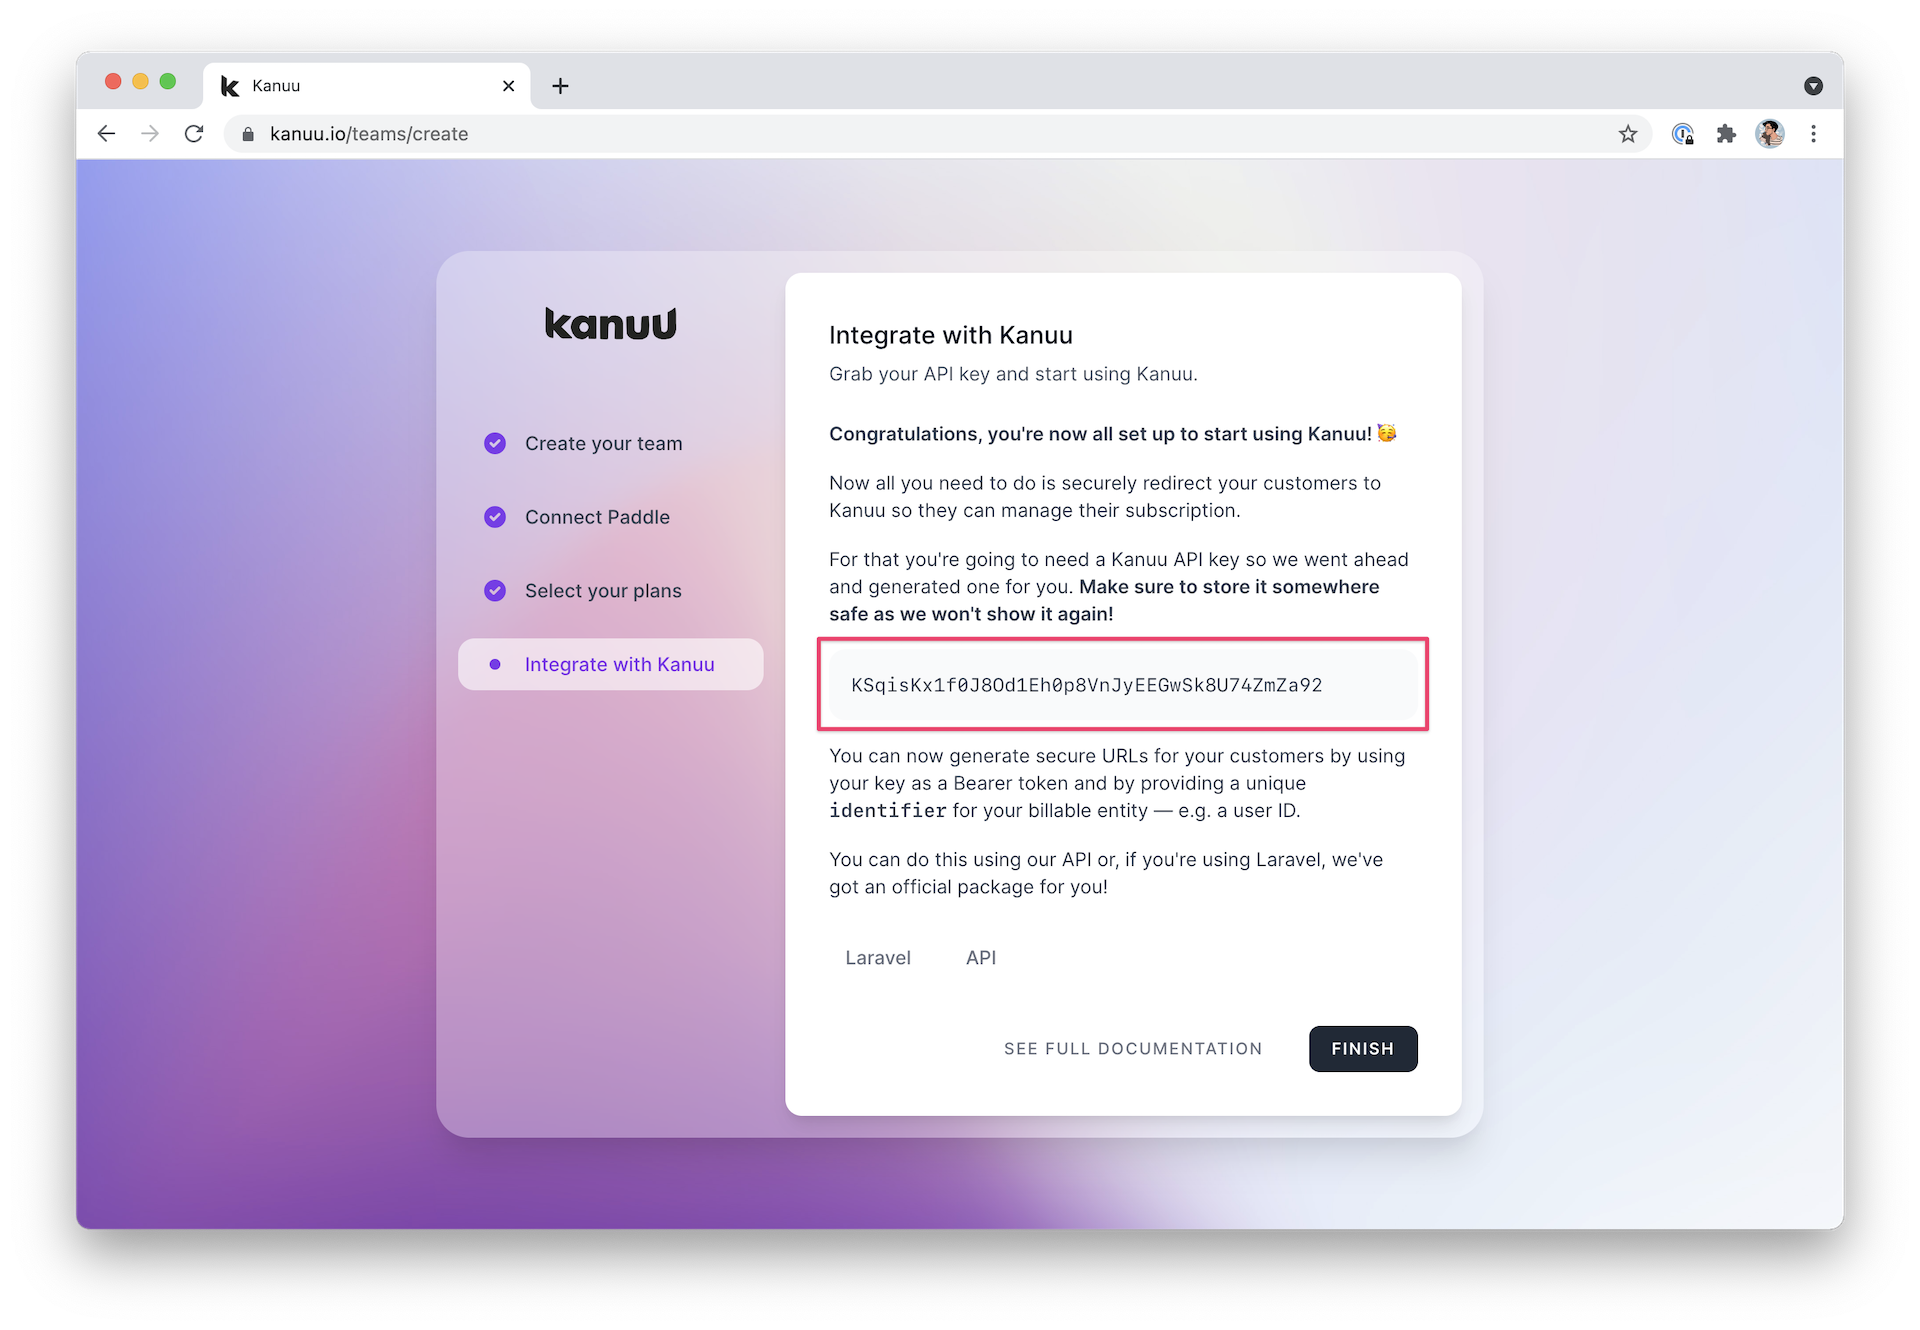 Kanuu
kanuu.io/teams/create
kanuu
Create your team
Connect Paddle
Select your plans
Integrate with Kanuu
Integrate with Kanuu
Grab your API key and start using Kanuu.
Congratulations, you're now all set up to start using Kanuu! 🥳
Now all you need to do is securely redirect your customers to
Kanuu so they can manage their subscription.
For that you're going to need a Kanuu API key so we went ahead
and generated one for you. Make sure to store it somewhere
safe as we won't show it again!
KSqisKx1f0J8Od1Eh0p8VnJyEEGwSk8U74ZmZa92
You can now generate secure URLs for your customers by using
your key as a Bearer token and by providing a unique
identifier for your billable entity — e.g. a user ID.
You can do this using our API or, if you're using Laravel, we've
got an official package for you!
Laravel API
SEE FULL DOCUMENTATION FINISH